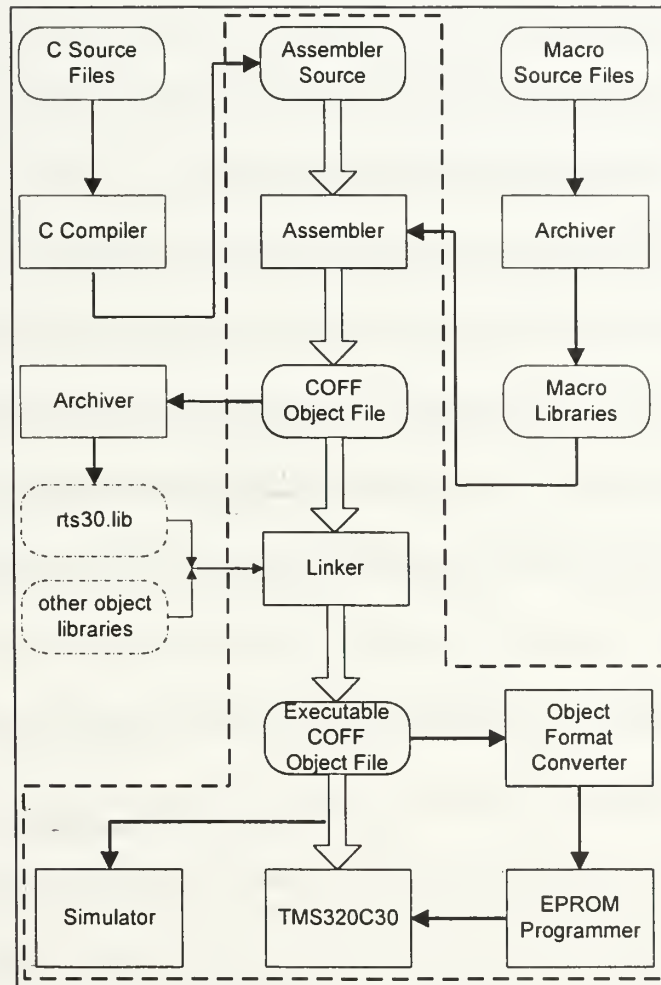 C Source
Files
Assembler
Source
Macro
Source Files
C Compiler
Assembler
Archiver
Archiver
COFF
Object File
Macro
Libraries
rts30.lib
other object
libraries
Linker
Executable
COFF
Object File
Object
Format
Converter
Simulator
TMS320C30
EPROM
Programmer